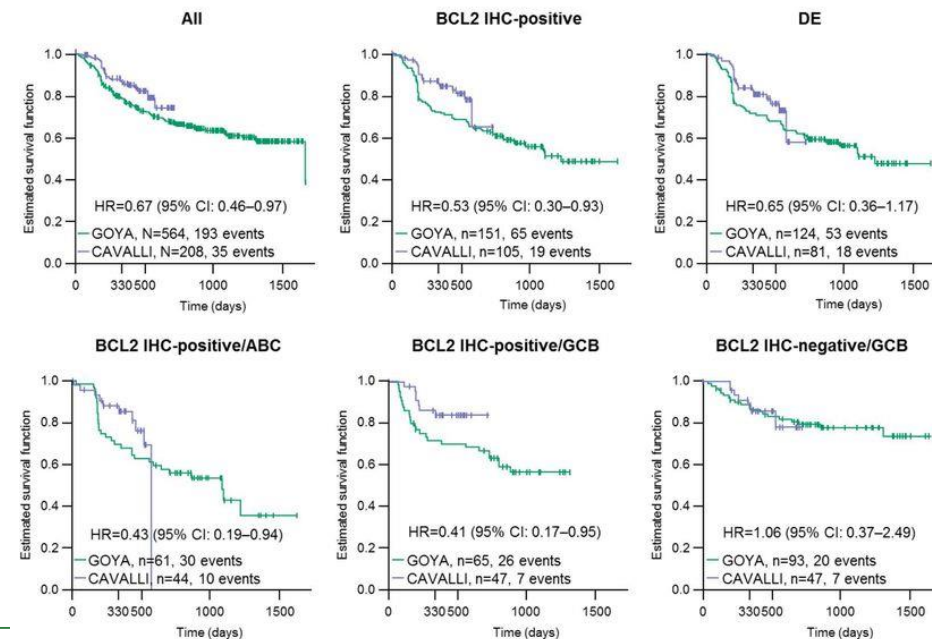 All
Estimated survival function
1.0
0.8
0.6
0.4
0.2
0.0
HR=0.67 (95% CI: 0.46–0.97)
GOYA, N=564, 193 events
CAVALLI, N=208, 35 events
0 330 500 1000 1500
Time (days)
BCL2 IHC-positive
Estimated survival function
1.0
0.8
0.6
0.4
0.2
0.0
HR=0.53 (95% CI: 0.30–0.93)
GOYA, n=151, 65 events
CAVALLI, n=105, 19 events
0 330 500 1000 1500
Time (days)
DE
Estimated survival function
1.0
0.8
0.6
0.4
0.2
0.0
HR=0.65 (95% CI: 0.36–1.17)
GOYA, n=124, 53 events
CAVALLI, n=81, 18 events
0 330 500 1000 1500
Time (days)
BCL2 IHC-positive/ABC
Estimated survival function
1.0
0.8
0.6
0.4
0.2
0.0
HR=0.43 (95% CI: 0.19–0.94)
GOYA, n=61, 30 events
CAVALLI, n=44, 10 events
0 330 500 1000 1500
Time (days)
BCL2 IHC-positive/GCB
Estimated survival function
1.0
0.8
0.6
0.4
0.2
0.0
HR=0.41 (95% CI: 0.17–0.95)
GOYA, n=65, 26 events
CAVALLI, n=47, 7 events
0 330 500 1000 1500
Time (days)
BCL2 IHC-negative/GCB
Estimated survival function
1.0
0.8
0.6
0.4
0.2
0.0
HR=1.06 (95% CI: 0.37–2.49)
GOYA, n=93, 20 events
CAVALLI, n=47, 7 events
0 330 500 1000 1500
Time (days)